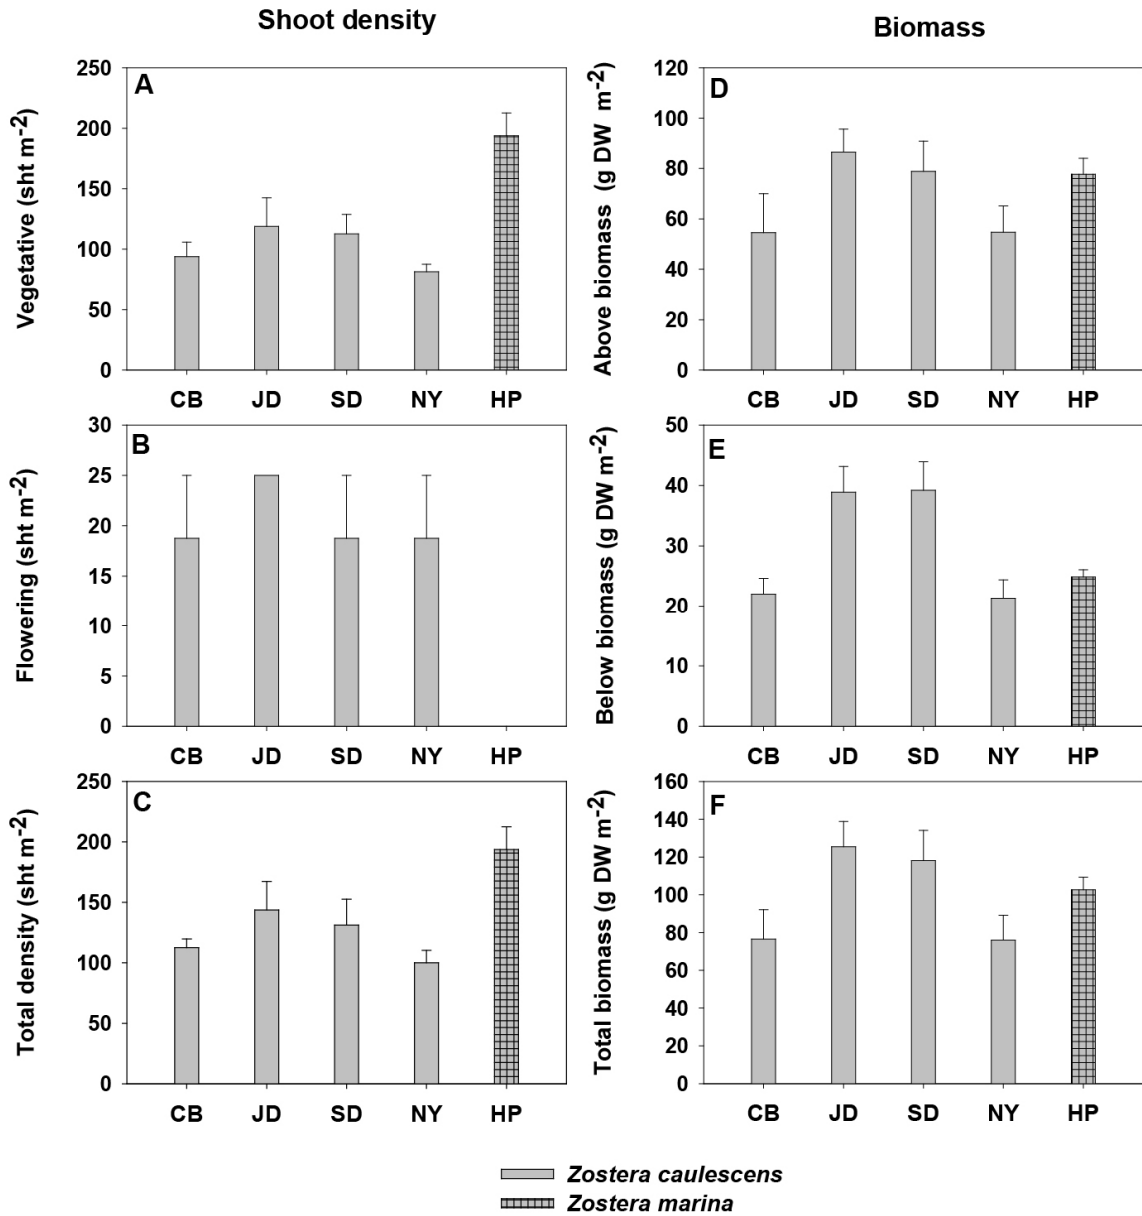 Shoot density
Biomass
A
Vegetative (sht m-2)
250
200
150
100
50
0
CB JD SD NY HP
D
Above biomass (g DW m-2)
120
100
80
60
40
20
0
CB JD SD NY HP
B
Flowering (sht m-2)
30
25
20
15
10
5
0
CB JD SD NY HP
E
Below biomass (g DW m-2)
50
40
30
20
10
0
CB JD SD NY HP
C
Total density (sht m-2)
250
200
150
100
50
0
CB JD SD NY HP
F
Total biomass (g DW m-2)
160
140
120
100
80
60
40
20
0
CB JD SD NY HP
Zostera caulescens
Zostera marina